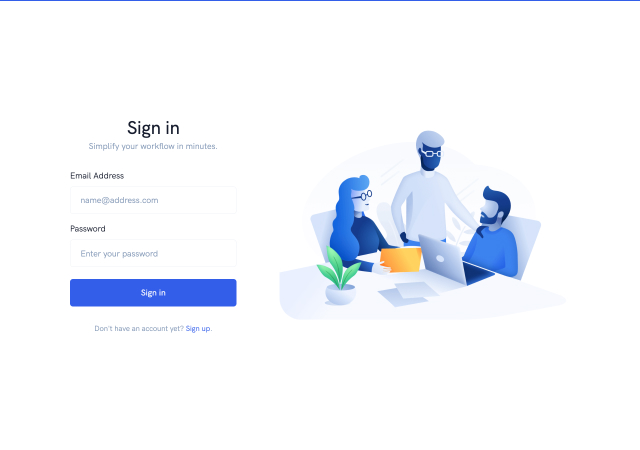 Sign in
Simplify your workflow in minutes.
Email Address
name@address.com
Password
Enter your password
Sign in
Don't have an account yet? Sign up.